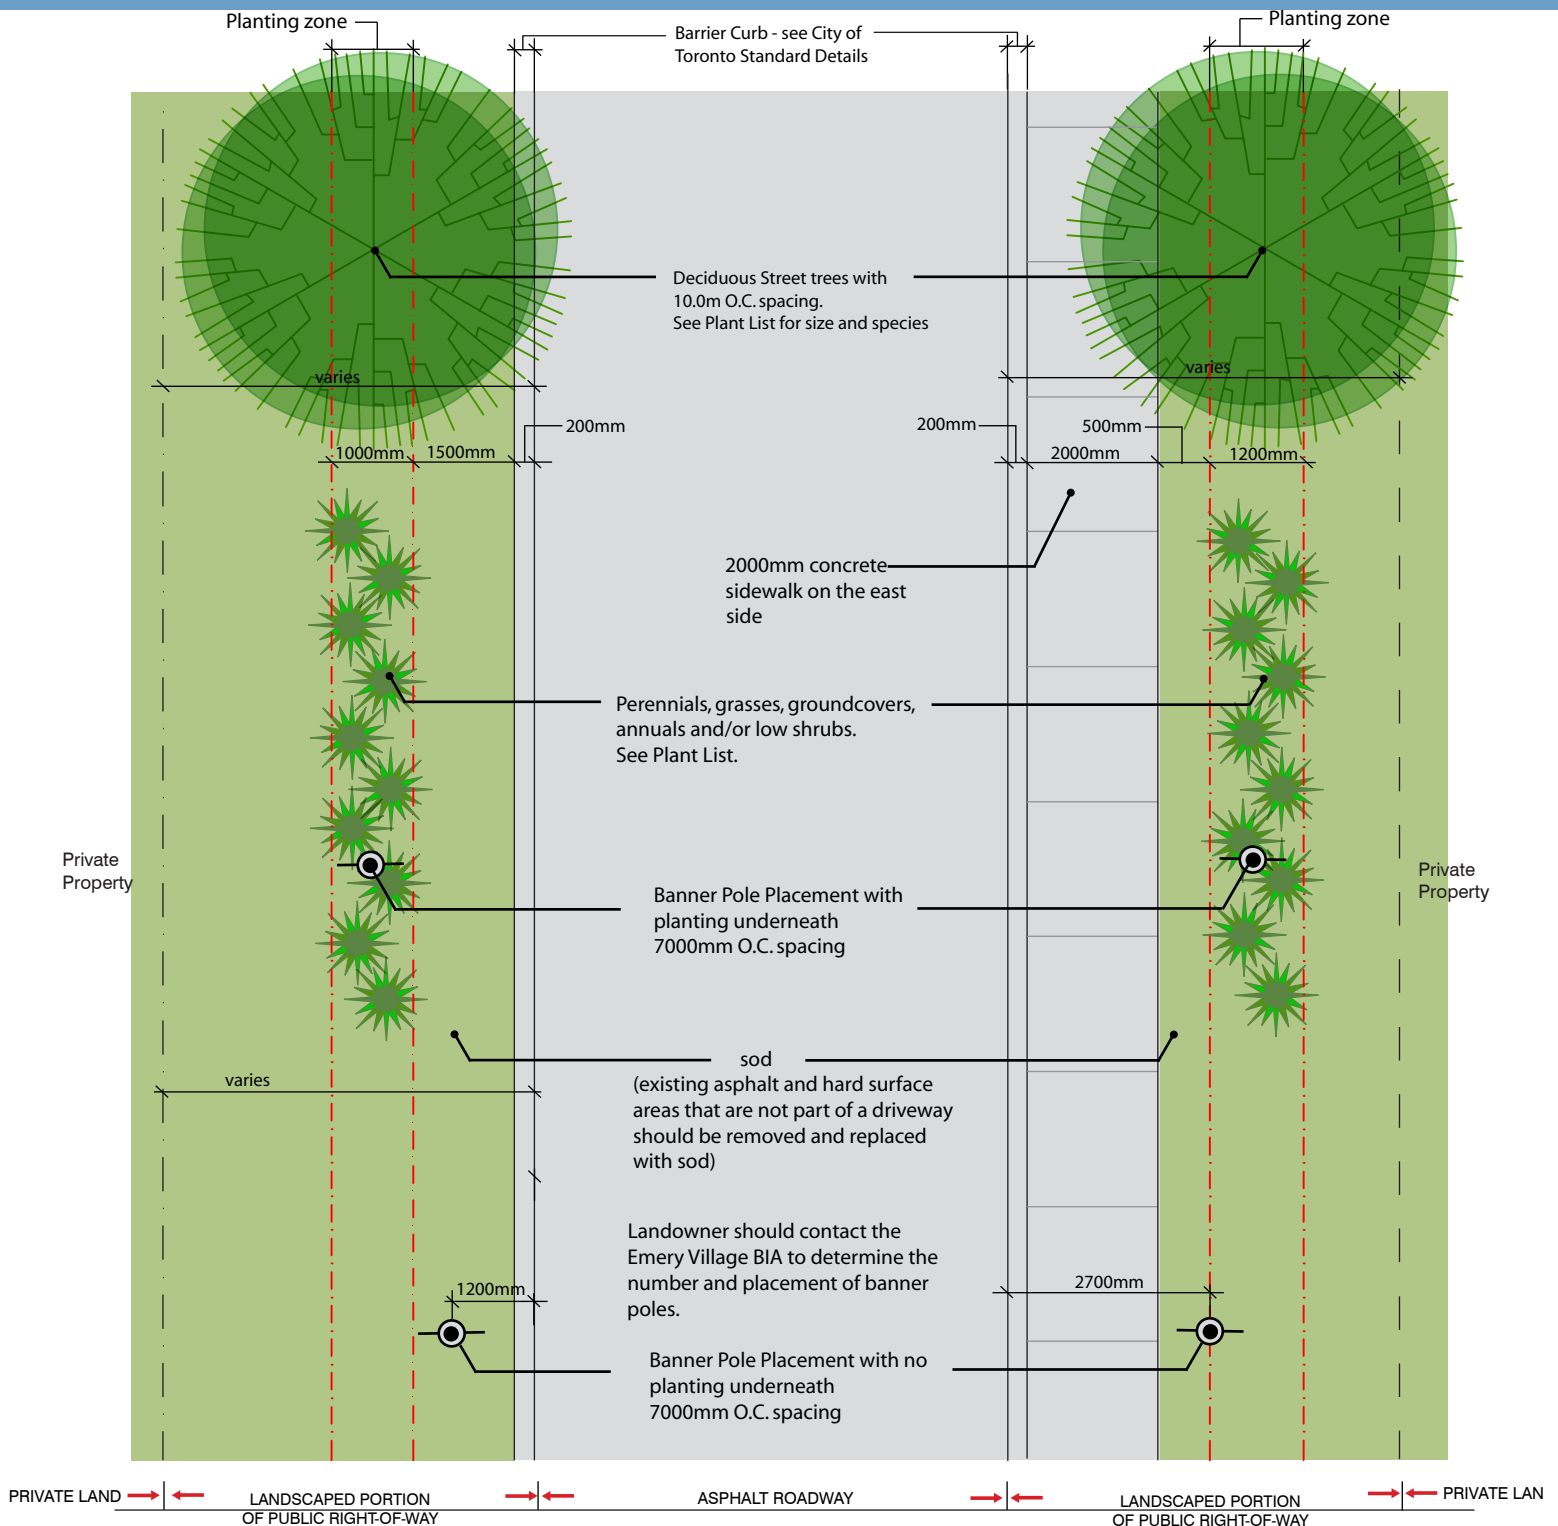 Planting zone
Barrier Curb - see City of
Toronto Standard Details
Planting zone
Deciduous Street trees with
10.0m O.C. spacing.
See Plant List for size and species
varies
varies
200mm
200mm
500mm
1000mm
1500mm
2000mm
1200mm
2000mm concrete
sidewalk on the east
side
Perennials, grasses, groundcovers,
annuals and/or low shrubs.
See Plant List.
Private
Property
Private
Property
Banner Pole Placement with
planting underneath
7000mm O.C. spacing
sod
(existing asphalt and hard surface
areas that are not part of a driveway
should be removed and replaced
with sod)
varies
Landowner should contact the
Emery Village BIA to determine the
number and placement of banner
poles.
1200mm
2700mm
Banner Pole Placement with no
planting underneath
7000mm O.C. spacing
PRIVATE LAND
LANDSCAPED PORTION
OF PUBLIC RIGHT-OF-WAY
ASPHALT ROADWAY
LANDSCAPED PORTION
OF PUBLIC RIGHT-OF-WAY
PRIVATE LAN